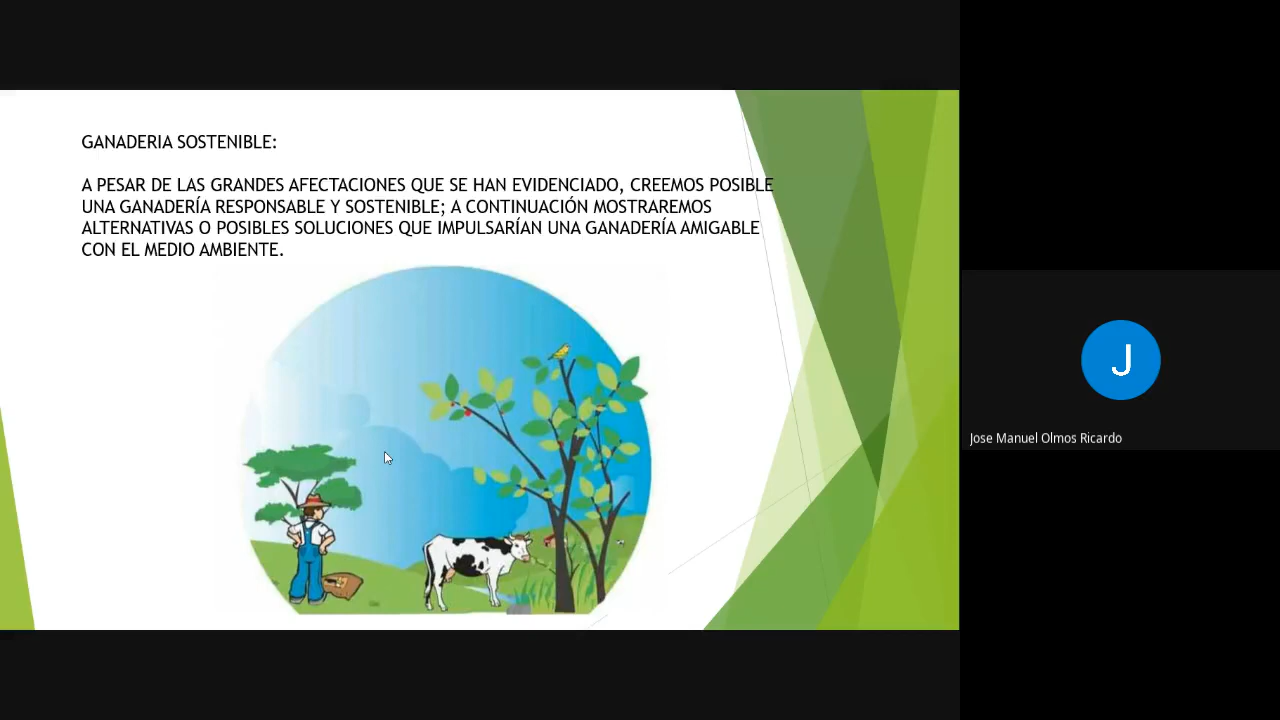 GANADERIA SOSTENIBLE:
A PESAR DE LAS GRANDES AFECTACIONES QUE SE HAN EVIDENCIADO, CREEMOS POSIBLE
UNA GANADERÍA RESPONSABLE Y SOSTENIBLE; A CONTINUACIÓN MOSTRAREMOS
ALTERNATIVAS O POSIBLES SOLUCIONES QUE IMPULSARÍAN UNA GANADERÍA AMIGABLE
CON EL MEDIO AMBIENTE.
J
Jose Manuel Olmos Ricardo